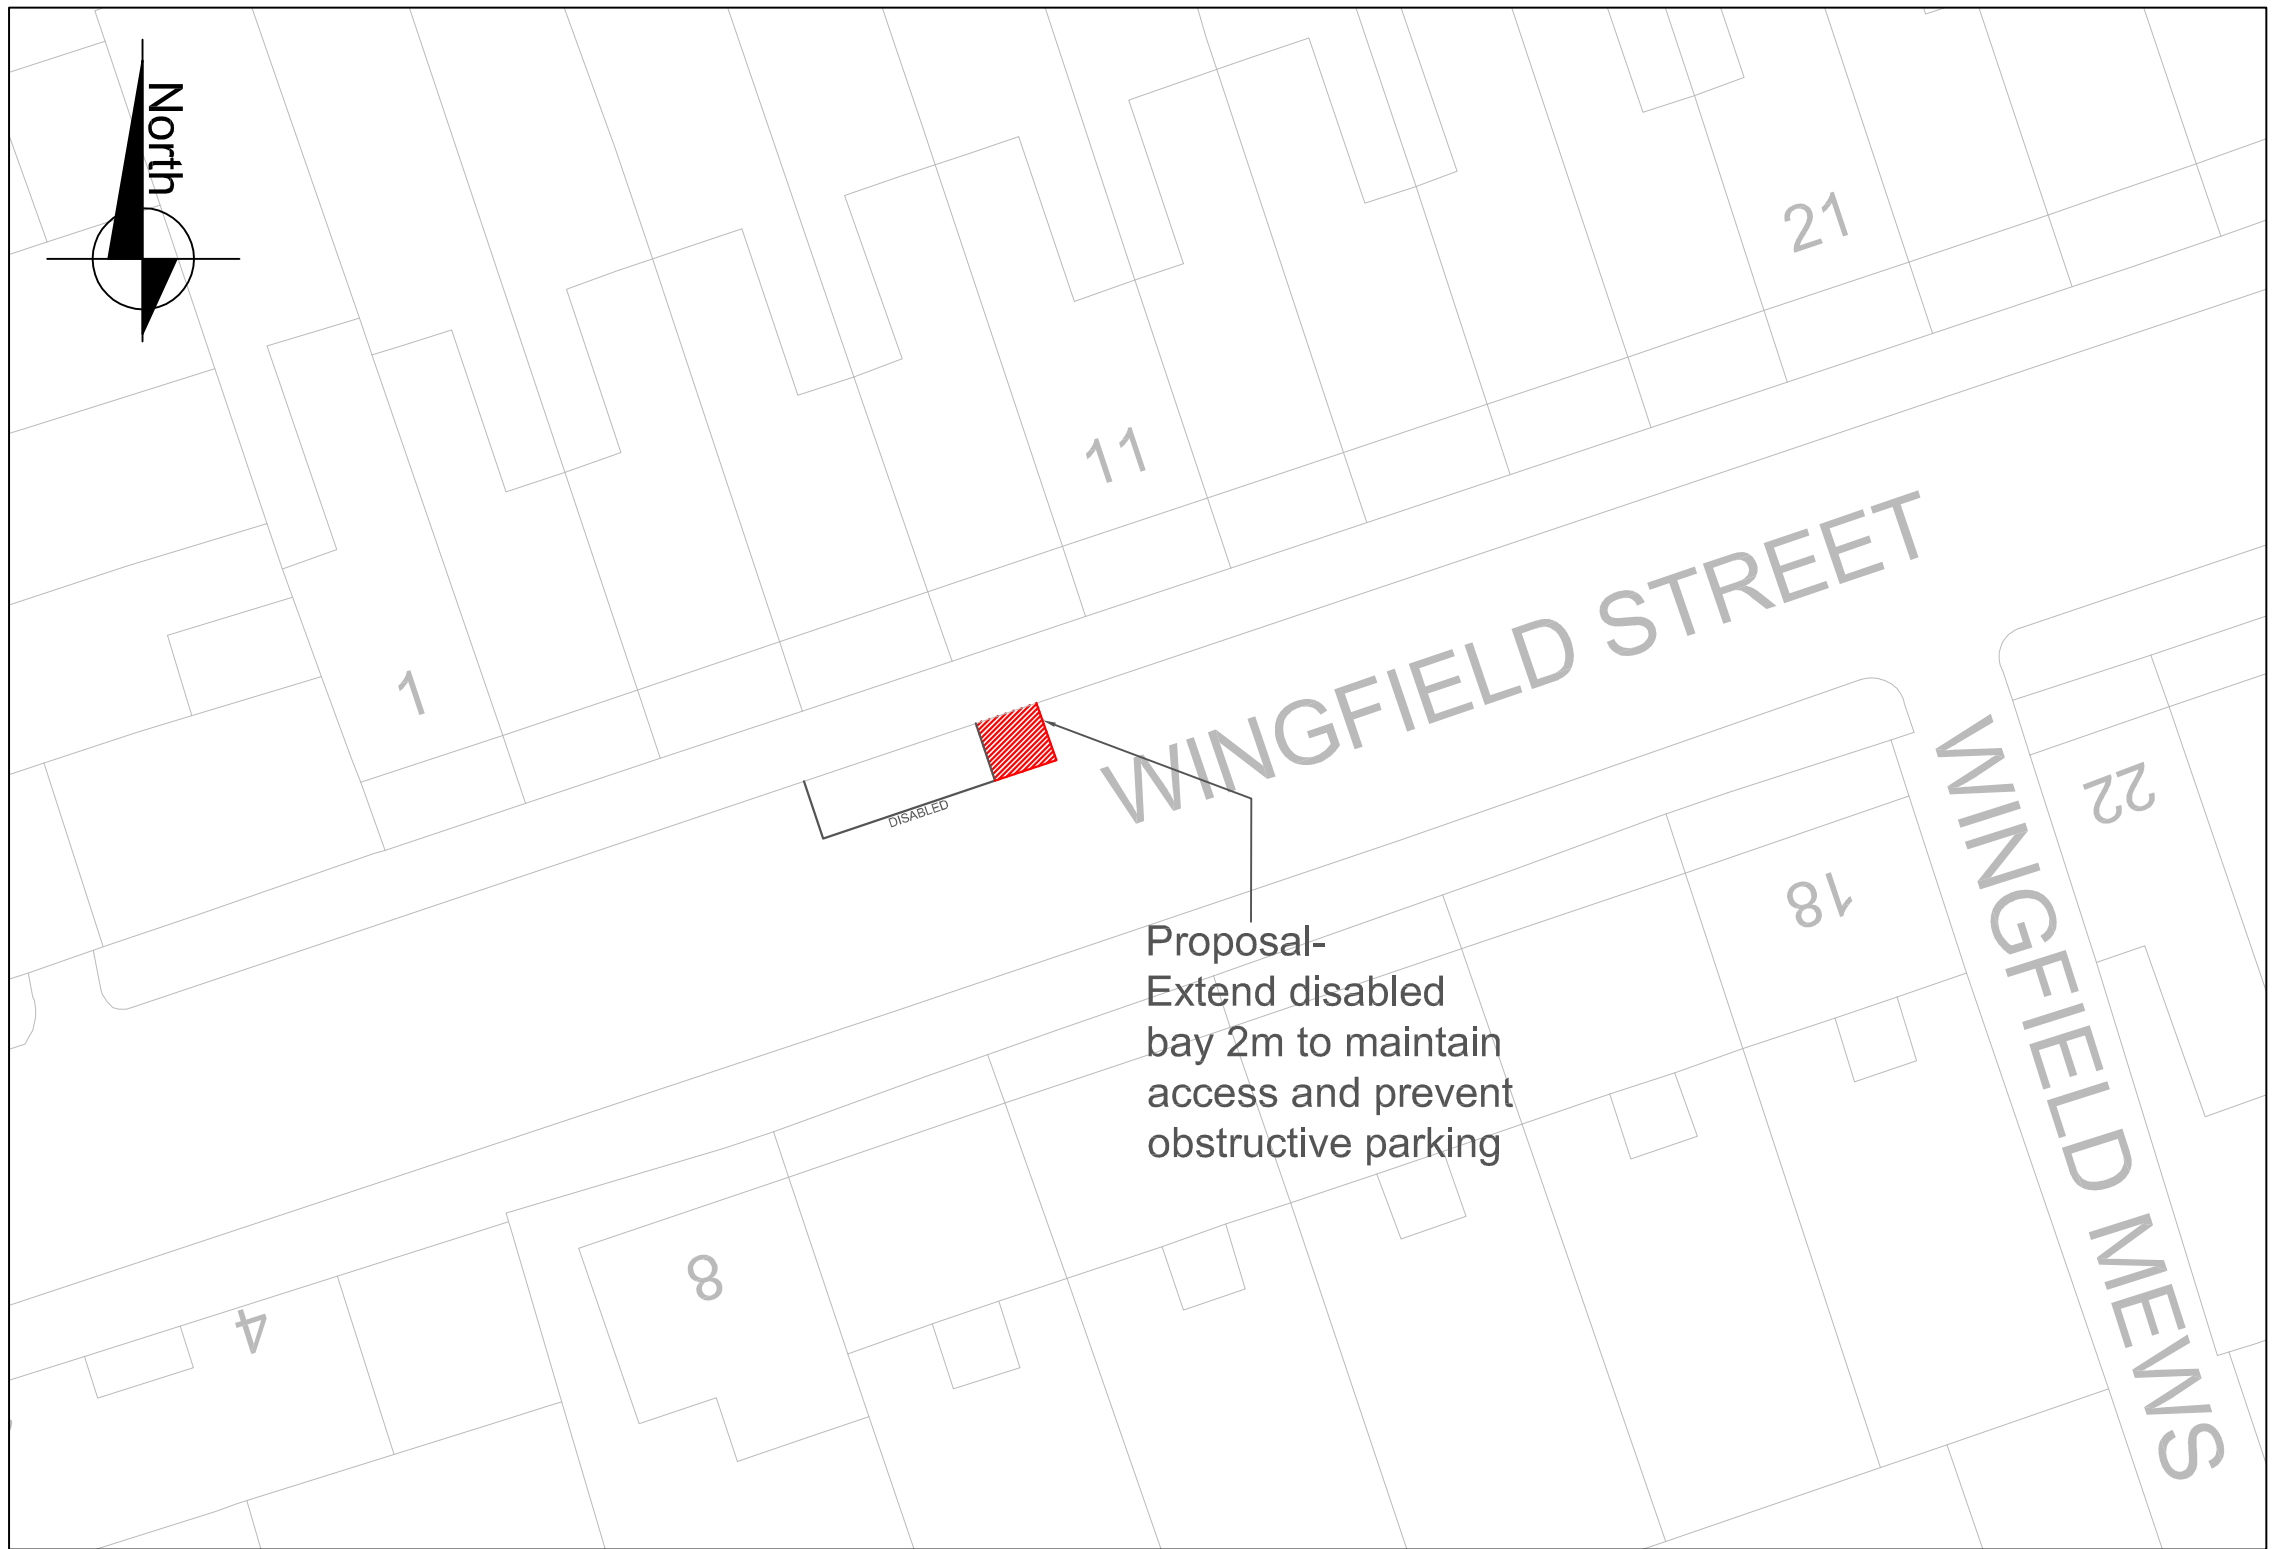 North
21
11
WINGFIELD STREET
1
DISABLED
22
WINGFIELD MEWS
18
Proposal-
Extend disabled
bay 2m to maintain
access and prevent
obstructive parking
8
4